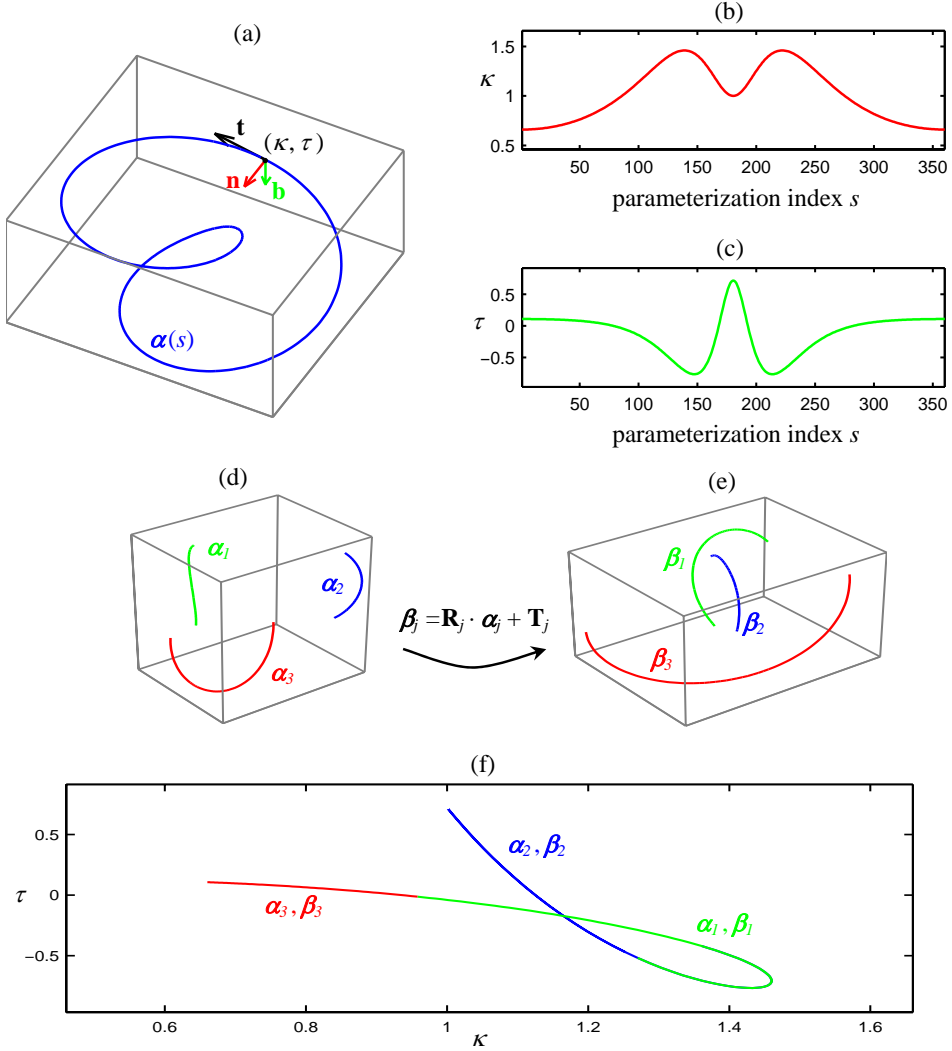 (a)
t
(κ, τ)
n
b
α(s)
(b)
κ
1.5
1
0.5
50 100 150 200 250 300 350
parameterization index s
(c)
τ
0.5
0
−0.5
50 100 150 200 250 300 350
parameterization index s
(d)
α1
α2
α3
βj =Rj · αj + Tj
(e)
β1
β2
β3
(f)
τ
0.5
0
−0.5
α2 , β2
α3 , β3
α1 , β1
0.6 0.8 1 1.2 1.4 1.6
κ